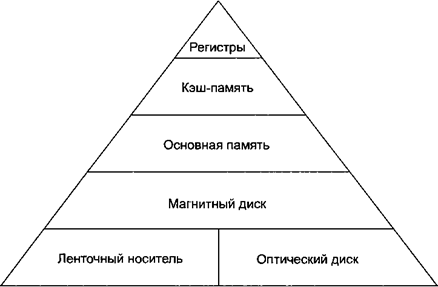 Регистры
Кэш-память
Основная память
Магнитный диск
Ленточный носитель
Оптический диск